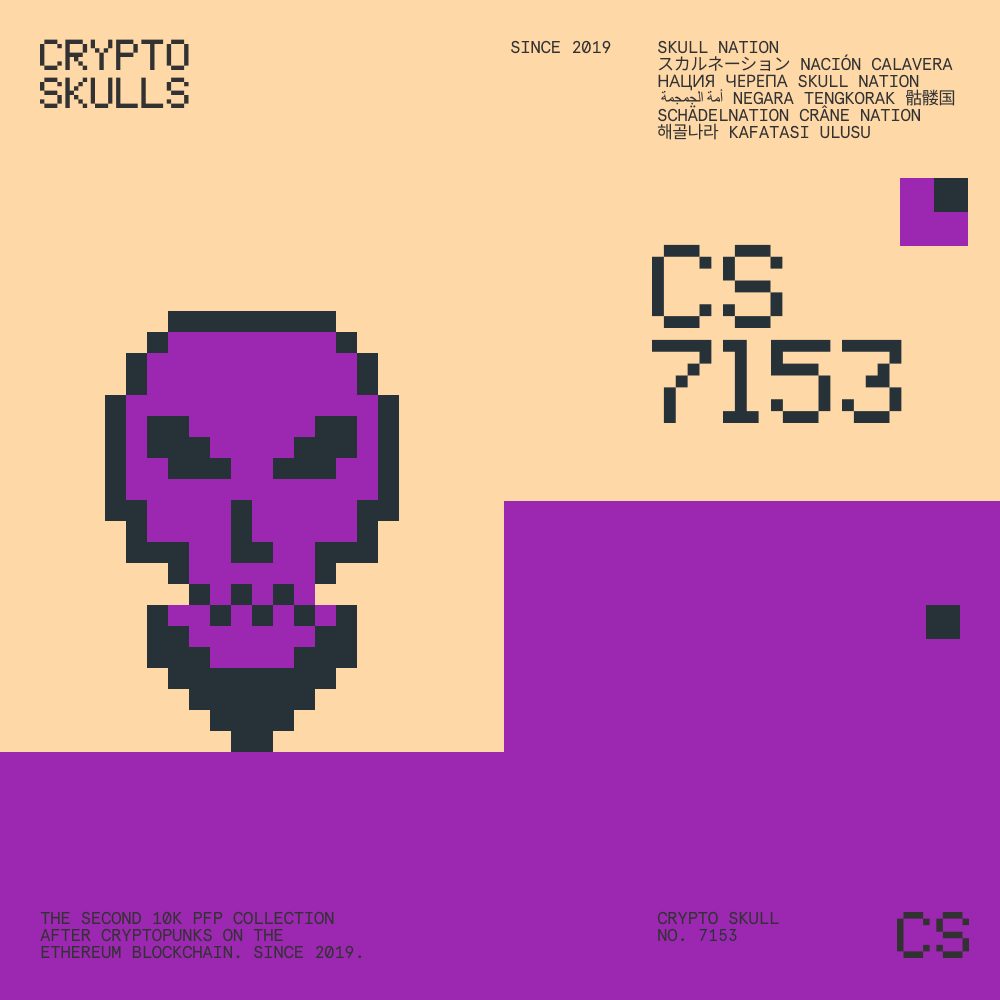 CRYPTO
SKULLS
SINCE 2019
SKULL NATION
スカルネーション NACIÓN CALAVERA
НАЦИЯ ЧЕРЕПА SKULL NATION
أمة الجمجمة NEGARA TENGKORAK 骷髅国
SCHÄDELNATION CRÂNE NATION
해골나라 KAFATASI ULUSU
CS
7153
THE SECOND 10K PFP COLLECTION
AFTER CRYPTOPUNKS ON THE
ETHEREUM BLOCKCHAIN. SINCE 2019.
CRYPTO SKULL
NO. 7153
CS